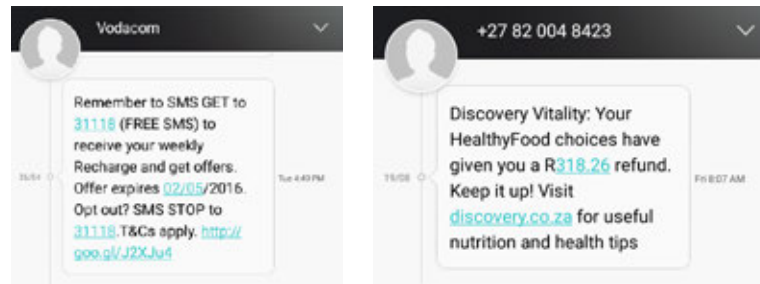 Vodacom
Remember to SMS GET to
31118 (FREE SMS) to
receive your weekly
Recharge and get offers.
Offer expires 02/05/2016.
Opt out? SMS STOP to
31118.T&Cs apply. http://
goo.gl/J2XJu4
Tue 4:49 PM
+27 82 004 8423
Discovery Vitality: Your
HealthyFood choices have
given you a R318.26 refund.
Keep it up! Visit
discovery.co.za for useful
nutrition and health tips
19/08
Fri 8:07 AM